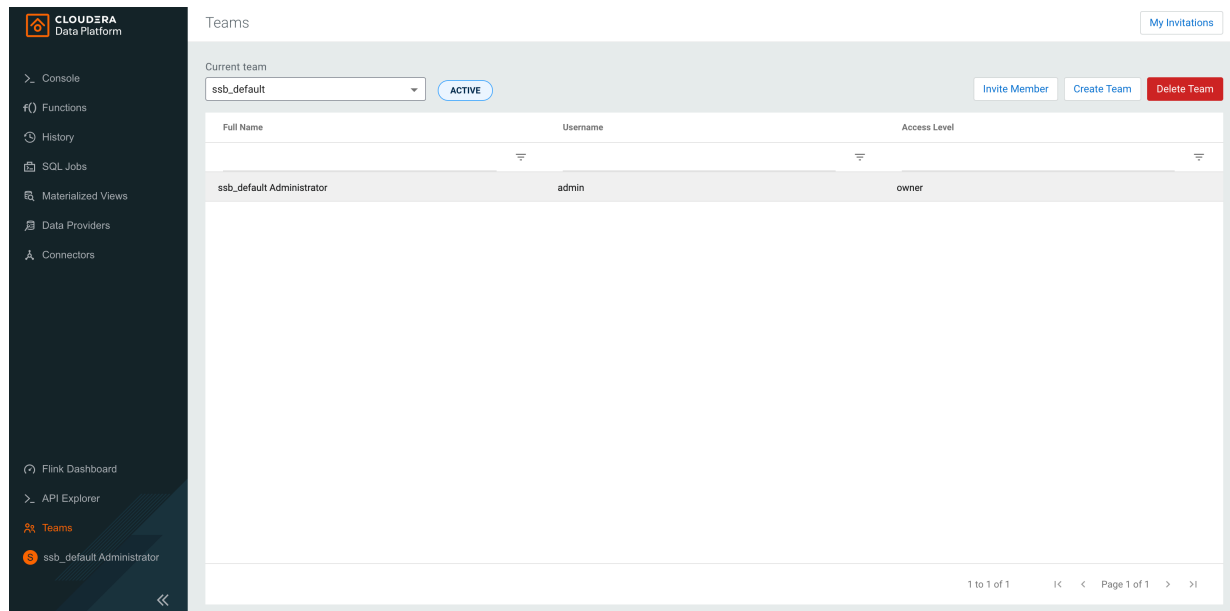 CLOUDERA
Data Platform
Console
f() Functions
History
SQL Jobs
Materialized Views
Data Providers
Connectors
Flink Dashboard
API Explorer
Teams
S ssb_default Administrator
Teams
My Invitations
Current team
ssb_default
ACTIVE
Invite Member
Create Team
Delete Team
Full Name Username Access Level
ssb_default Administrator admin owner
1 to 1 of 1 Page 1 of 1